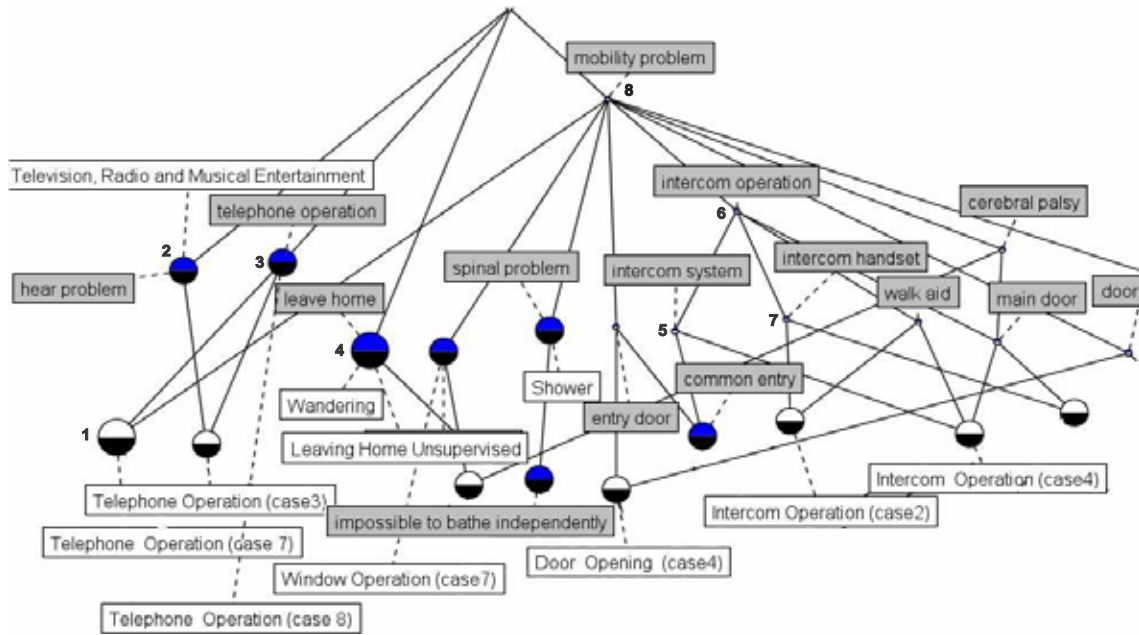 mobility problem
8
Television, Radio and Musical Entertainment
intercom operation
telephone operation
cerebral palsy
6
2
3
hear problem
spinal problem
intercom system
intercom handset
leave home
walk aid
main door
door
5
7
4
Shower
common entry
Wandering
entry door
1
Leaving Home Unsupervised
Telephone Operation (case3)
Intercom Operation (case4)
impossible to bathe independently
Intercom Operation (case2)
Telephone Operation (case 7)
Window Operation (case7)
Door Opening (case4)
Telephone Operation (case 8)